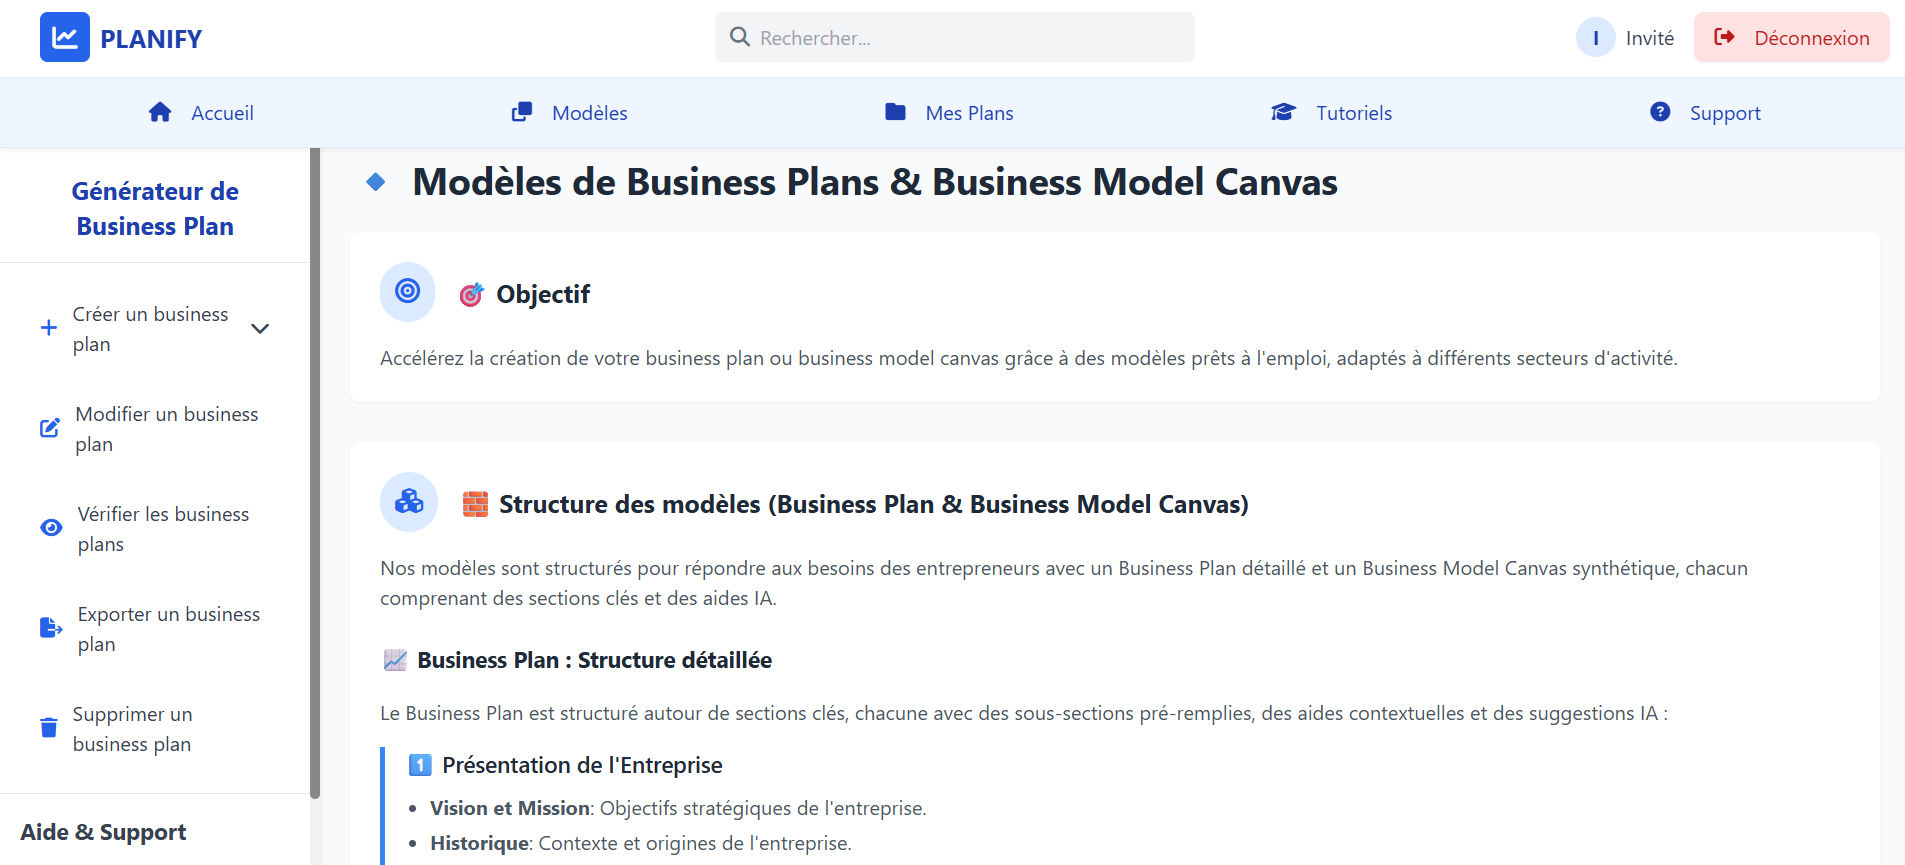 PLANIFY
Rechercher...
I
Invité
Déconnexion
Accueil
Modèles
Mes Plans
Tutoriels
Support
Générateur de
Business Plan
Créer un business
plan
Modifier un business
plan
Vérifier les business
plans
Exporter un business
plan
Supprimer un
business plan
Aide & Support
Modèles de Business Plans & Business Model Canvas
Objectif
Accélérez la création de votre business plan ou business model canvas grâce à des modèles prêts à l'emploi, adaptés à différents secteurs d'activité.
Structure des modèles (Business Plan & Business Model Canvas)
Nos modèles sont structurés pour répondre aux besoins des entrepreneurs avec un Business Plan détaillé et un Business Model Canvas synthétique, chacun
comprenant des sections clés et des aides IA.
Business Plan : Structure détaillée
Le Business Plan est structuré autour de sections clés, chacune avec des sous-sections pré-remplies, des aides contextuelles et des suggestions IA :
1 Présentation de l'Entreprise
• Vision et Mission: Objectifs stratégiques de l'entreprise.
• Historique: Contexte et origines de l'entreprise.